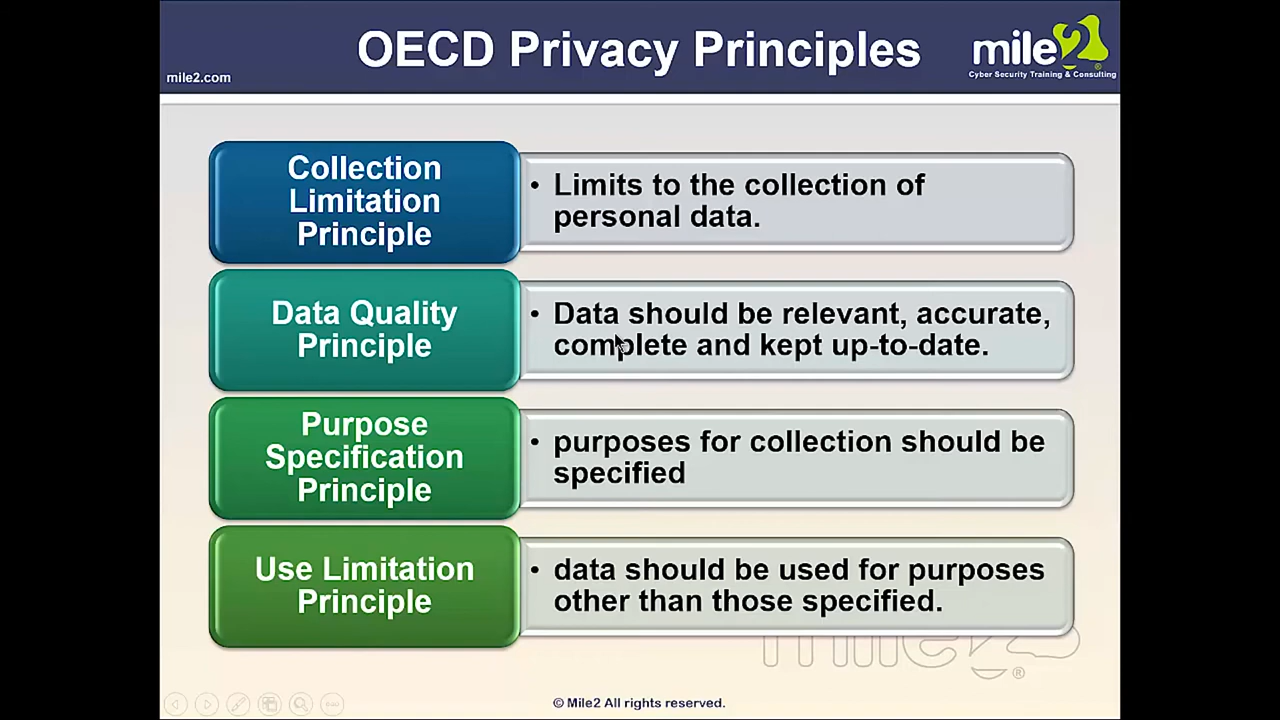 OECD Privacy Principles
mile2
Cyber Security Training & Consulting
mile2.com
Collection
Limitation
Principle
• Limits to the collection of
personal data.
Data Quality
Principle
• Data should be relevant, accurate,
complete and kept up-to-date.
Purpose
Specification
Principle
• purposes for collection should be
specified
Use Limitation
Principle
• data should be used for purposes
other than those specified.
mile2®
© Mile2 All rights reserved.